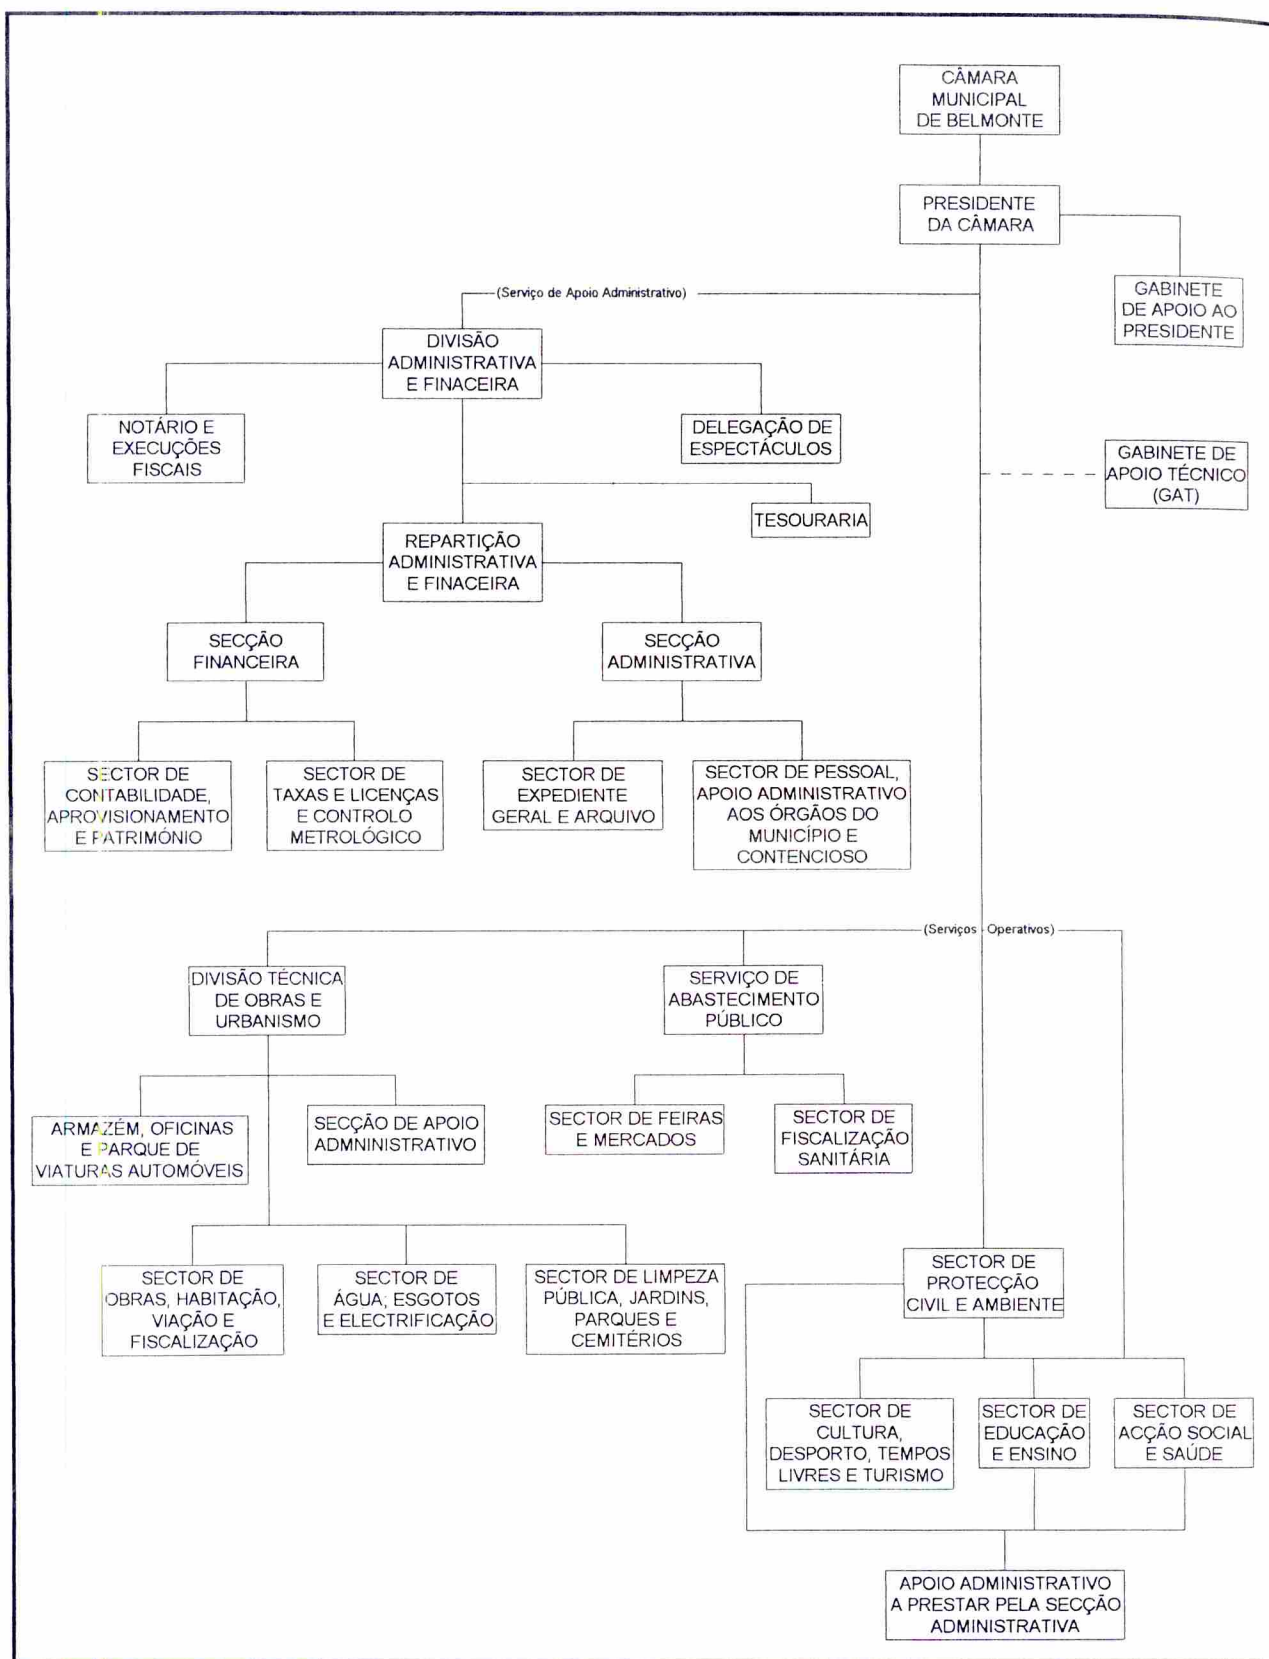 CÂMARA
MUNICIPAL
DE BELMONTE
PRESIDENTE
DA CÂMARA
GABINETE
DE APOIO AO
PRESIDENTE
(Serviço de Apoio Administrativo)
DIVISÃO
ADMINISTRATIVA
E FINACEIRA
NOTÁRIO E
EXECUÇÕES
FISCAIS
DELEGAÇÃO DE
ESPECTÁCULOS
GABINETE DE
APOIO TÉCNICO
(GAT)
TESOURARIA
REPARTIÇÃO
ADMINISTRATIVA
E FINACEIRA
SECÇÃO
FINANCEIRA
SECÇÃO
ADMINISTRATIVA
SECTOR DE
CONTABILIDADE,
APROVISIONAMENTO
E PATRIMÓNIO
SECTOR DE
TAXAS E LICENÇAS
E CONTROLO
METROLÓGICO
SECTOR DE
EXPEDIENTE
GERAL E ARQUIVO
SECTOR DE PESSOAL,
APOIO ADMINISTRATIVO
AOS ÓRGÃOS DO
MUNICÍPIO E
CONTENCIOSO
(Serviços Operativos)
DIVISÃO TÉCNICA
DE OBRAS E
URBANISMO
SERVIÇO DE
ABASTECIMENTO
PÚBLICO
ARMAZÉM, OFICINAS
E PARQUE DE
VIATURAS AUTOMÓVEIS
SECÇÃO DE APOIO
ADMNINISTRATIVO
SECTOR DE FEIRAS
E MERCADOS
SECTOR DE
FISCALIZAÇÃO
SANITÁRIA
SECTOR DE
OBRAS, HABITAÇÃO,
VIAÇÃO E
FISCALIZAÇÃO
SECTOR DE
ÁGUA; ESGOTOS
E ELECTRIFICAÇÃO
SECTOR DE LIMPEZA
PÚBLICA, JARDINS,
PARQUES E
CEMITÉRIOS
SECTOR DE
PROTECÇÃO
CIVIL E AMBIENTE
SECTOR DE
CULTURA,
DESPORTO, TEMPOS
LIVRES E TURISMO
SECTOR DE
EDUCAÇÃO
E ENSINO
SECTOR DE
ACÇÃO SOCIAL
E SAÚDE
APOIO ADMINISTRATIVO
A PRESTAR PELA SECÇÃO
ADMINISTRATIVA